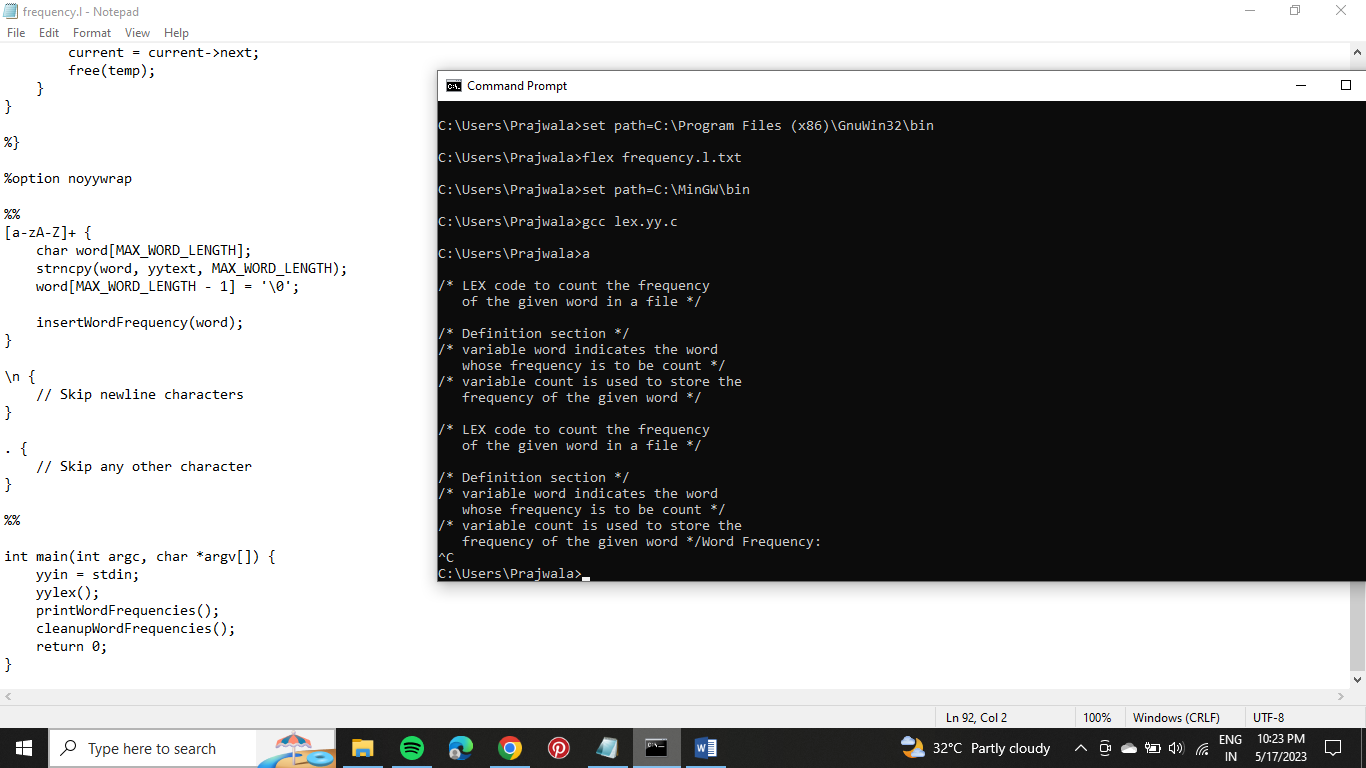 frequency.l - Notepad
File Edit Format View Help
        current = current->next;
        free(temp);
    }
}

%}

%option noyywrap

%%
[a-zA-Z]+ {
    char word[MAX_WORD_LENGTH];
    strncpy(word, yytext, MAX_WORD_LENGTH);
    word[MAX_WORD_LENGTH - 1] = '\0';

    insertWordFrequency(word);
}

\n {
    // Skip newline characters
}

. {
    // Skip any other character
}

%%

int main(int argc, char *argv[]) {
    yyin = stdin;
    yylex();
    printWordFrequencies();
    cleanupWordFrequencies();
    return 0;
}
Command Prompt
C:\Users\Prajwala>set path=C:\Program Files (x86)\GnuWin32\bin

C:\Users\Prajwala>flex frequency.l.txt

C:\Users\Prajwala>set path=C:\MinGW\bin

C:\Users\Prajwala>gcc lex.yy.c

C:\Users\Prajwala>a

/* LEX code to count the frequency
   of the given word in a file */

/* Definition section */
/* variable word indicates the word
   whose frequency is to be count */
/* variable count is used to store the
   frequency of the given word */

/* LEX code to count the frequency
   of the given word in a file */

/* Definition section */
/* variable word indicates the word
   whose frequency is to be count */
/* variable count is used to store the
   frequency of the given word */Word Frequency:
^C
C:\Users\Prajwala>
Ln 92, Col 2 100% Windows (CRLF) UTF-8
Type here to search
32°C Partly cloudy
ENG
IN
10:23 PM
5/17/2023